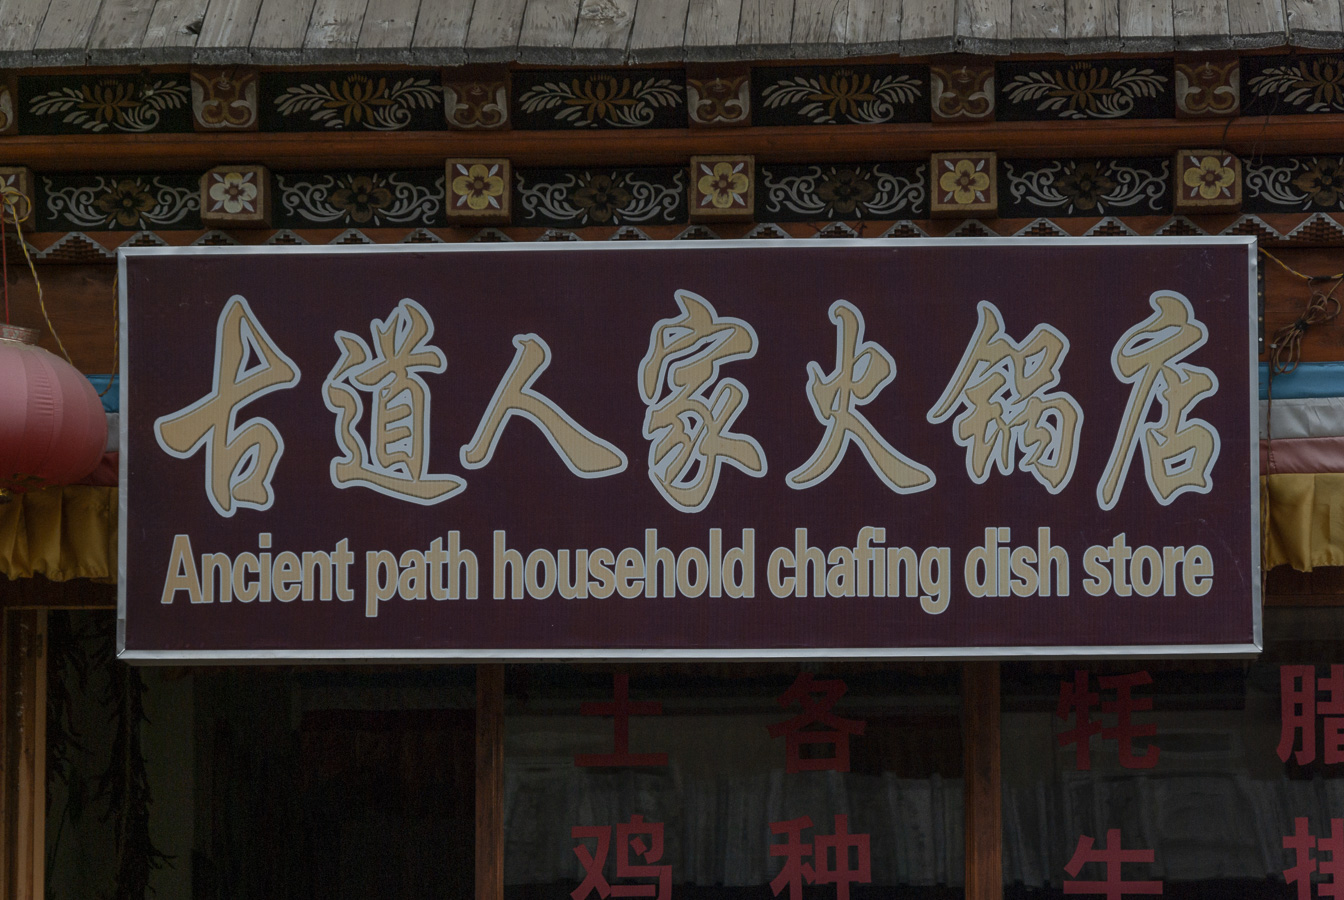 古道人家火锅店
Ancient path household chafing dish store
土鸡
各种
牦牛
腊排